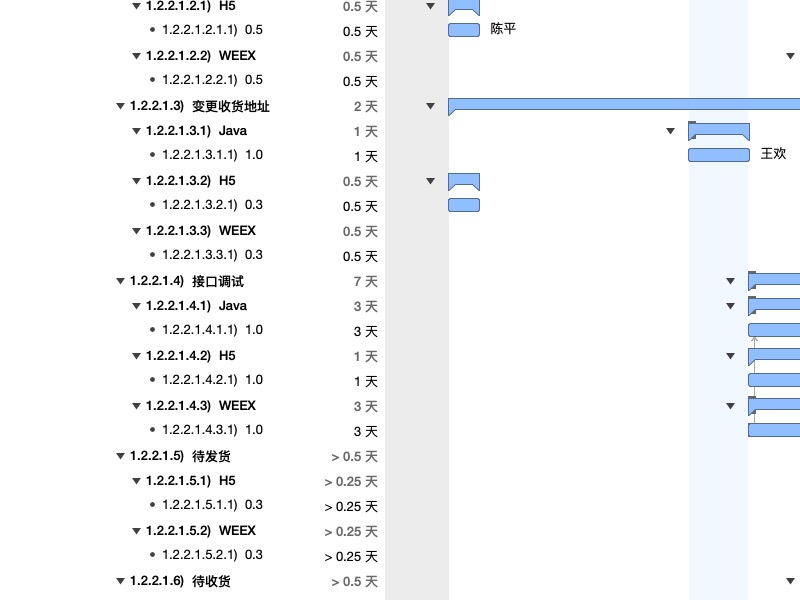 1.2.2.1.2.1) H5 0.5 天
1.2.2.1.2.1.1) 0.5 0.5 天 陈平
1.2.2.1.2.2) WEEX 0.5 天
1.2.2.1.2.2.1) 0.5 0.5 天
1.2.2.1.3) 变更收货地址 2 天
1.2.2.1.3.1) Java 1 天
1.2.2.1.3.1.1) 1.0 1 天 王欢
1.2.2.1.3.2) H5 0.5 天
1.2.2.1.3.2.1) 0.3 0.5 天
1.2.2.1.3.3) WEEX 0.5 天
1.2.2.1.3.3.1) 0.3 0.5 天
1.2.2.1.4) 接口调试 7 天
1.2.2.1.4.1) Java 3 天
1.2.2.1.4.1.1) 1.0 3 天
1.2.2.1.4.2) H5 1 天
1.2.2.1.4.2.1) 1.0 1 天
1.2.2.1.4.3) WEEX 3 天
1.2.2.1.4.3.1) 1.0 3 天
1.2.2.1.5) 待发货 > 0.5 天
1.2.2.1.5.1) H5 > 0.25 天
1.2.2.1.5.1.1) 0.3 > 0.25 天
1.2.2.1.5.2) WEEX > 0.25 天
1.2.2.1.5.2.1) 0.3 > 0.25 天
1.2.2.1.6) 待收货 > 0.5 天